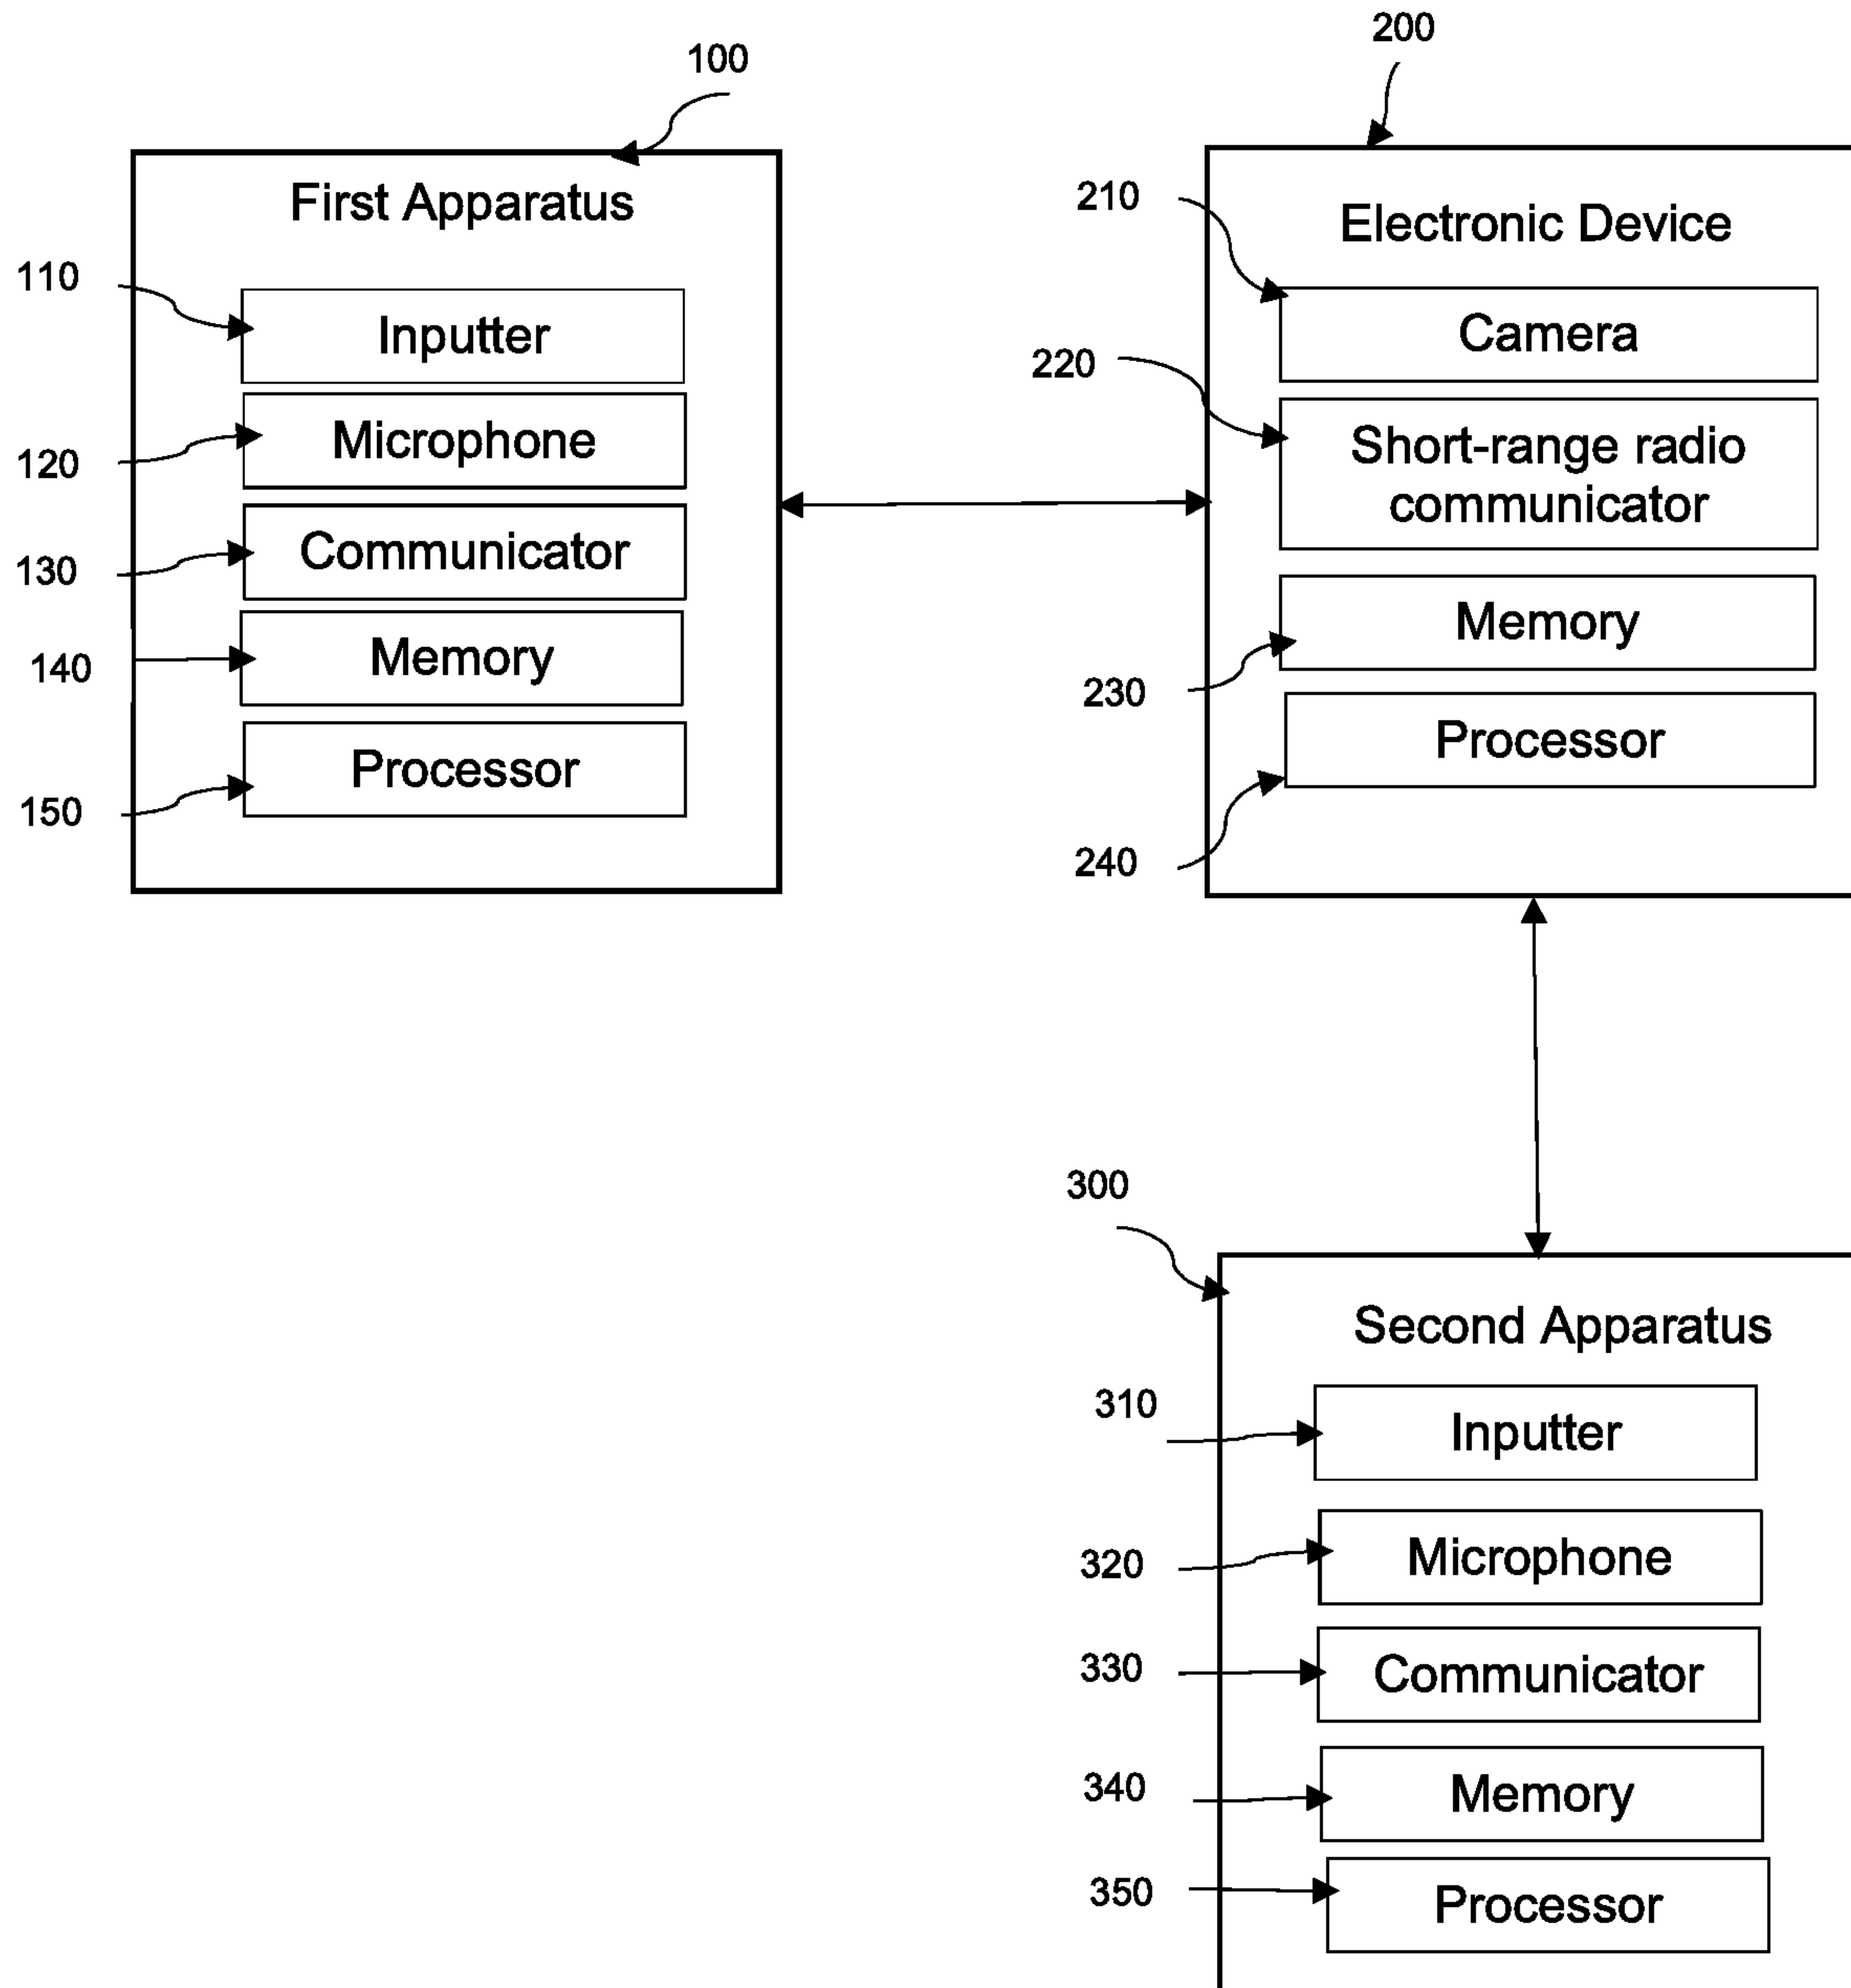 100
First Apparatus
110
Inputter
120
Microphone
130
Communicator
140
Memory
150
Processor
200
Electronic Device
210
Camera
220
Short-range radio
communicator
230
Memory
240
Processor
300
Second Apparatus
310
Inputter
320
Microphone
330
Communicator
340
Memory
350
Processor